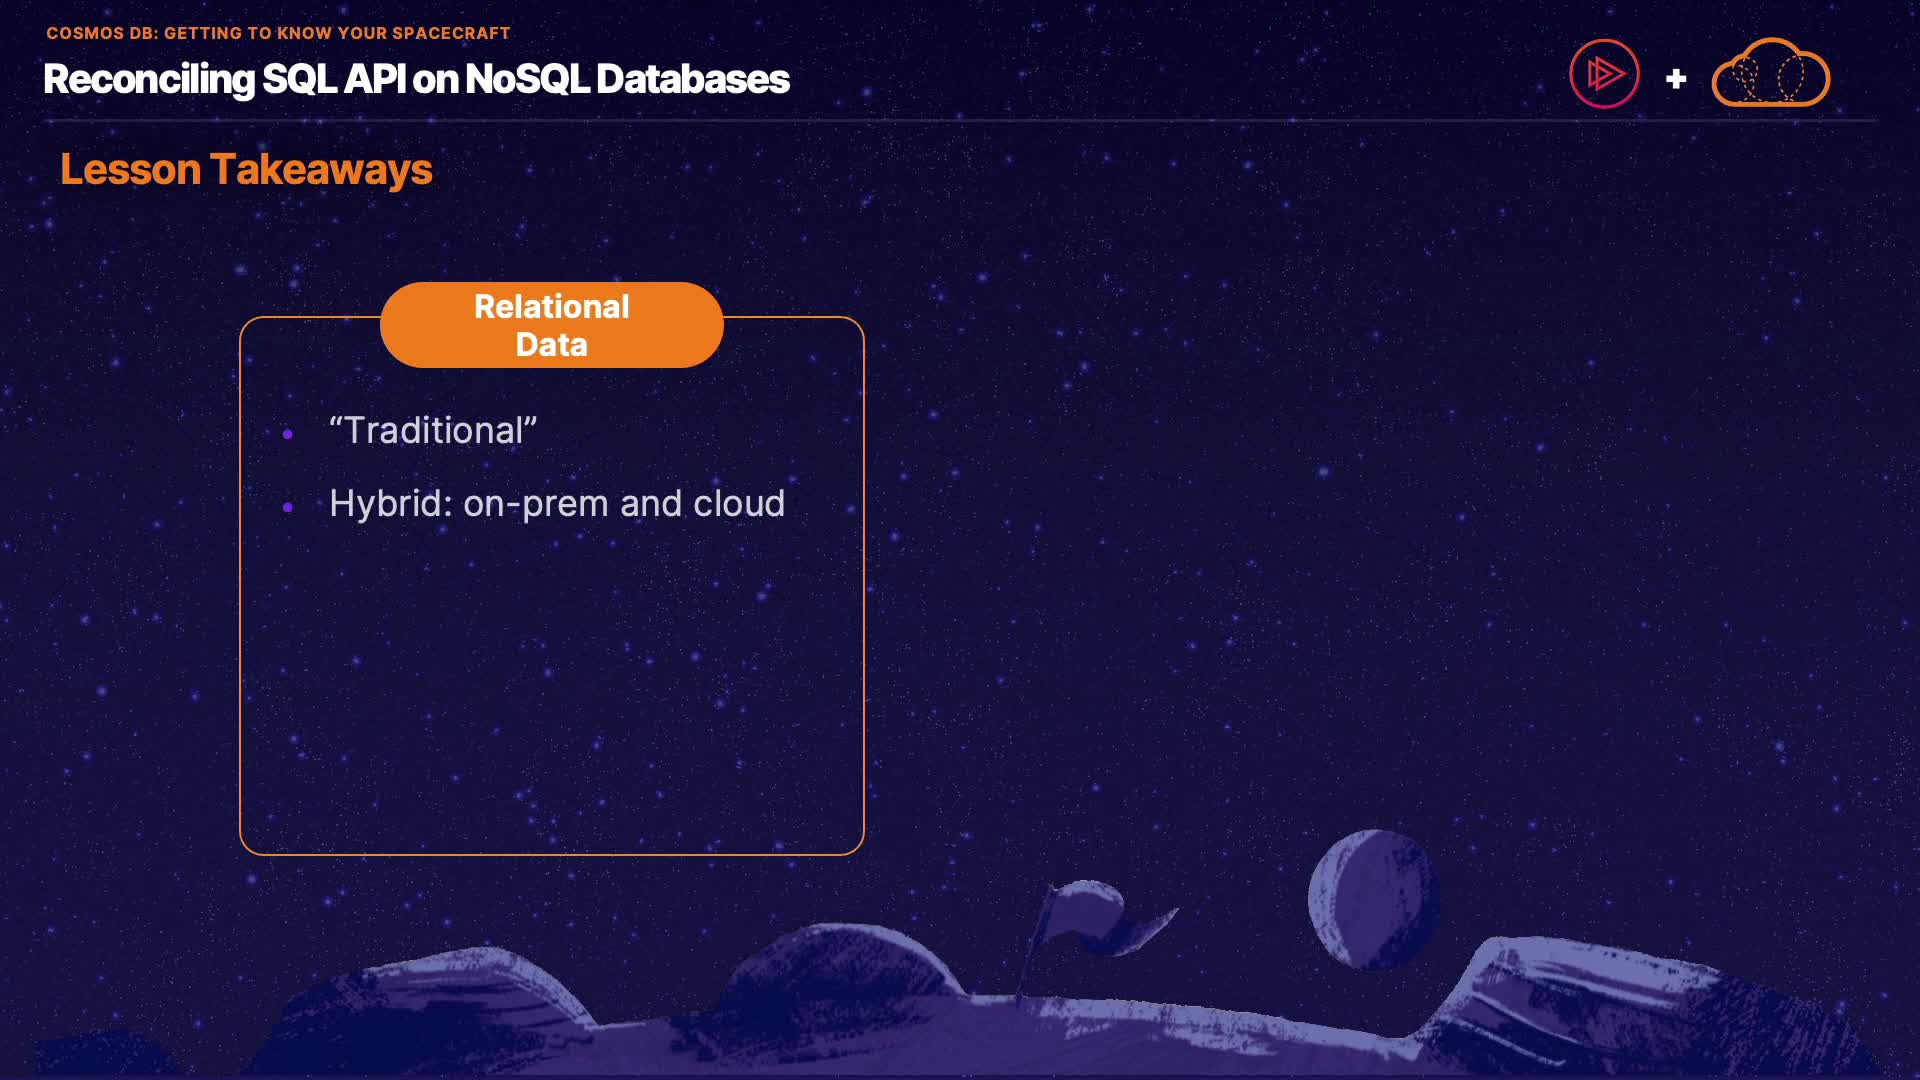 COSMOS DB: GETTING TO KNOW YOUR SPACECRAFT
Reconciling SQL API on NoSQL Databases
+
Lesson Takeaways
Relational
Data
• “Traditional”
• Hybrid: on-prem and cloud